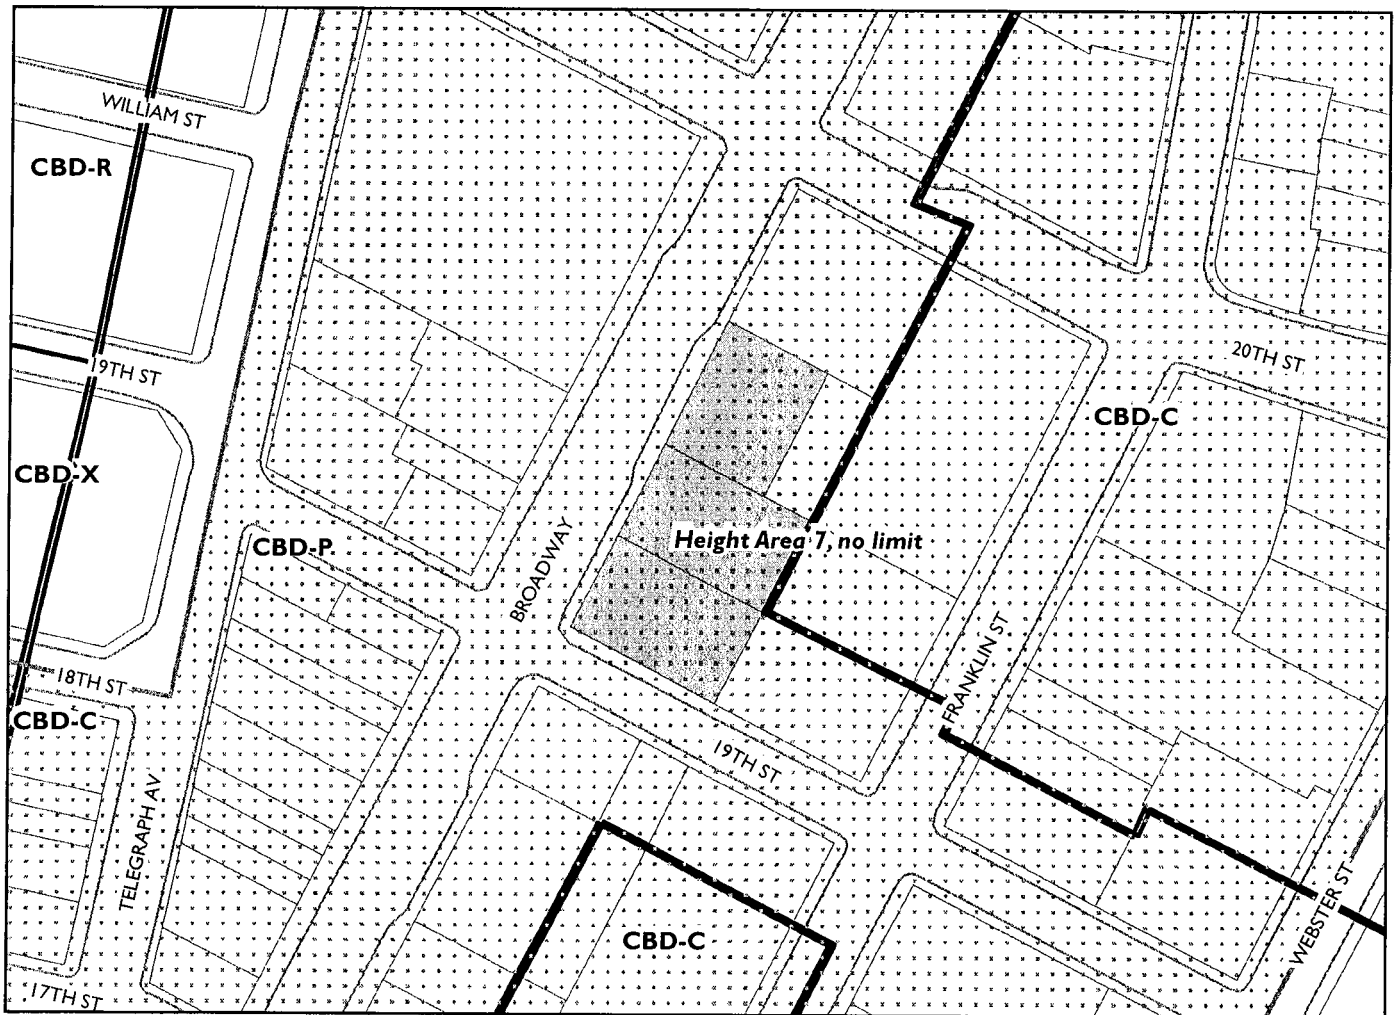 WILLIAM ST
CBD-R
19TH ST
20TH ST
CBD-C
CBD-X
Height Area 7, no limit
CBD-P
BROADWAY
FRANKLIN ST
18TH ST
CBD-C
19TH ST
TELEGRAPH AV
WEBSTER ST
CBD-C
17TH ST